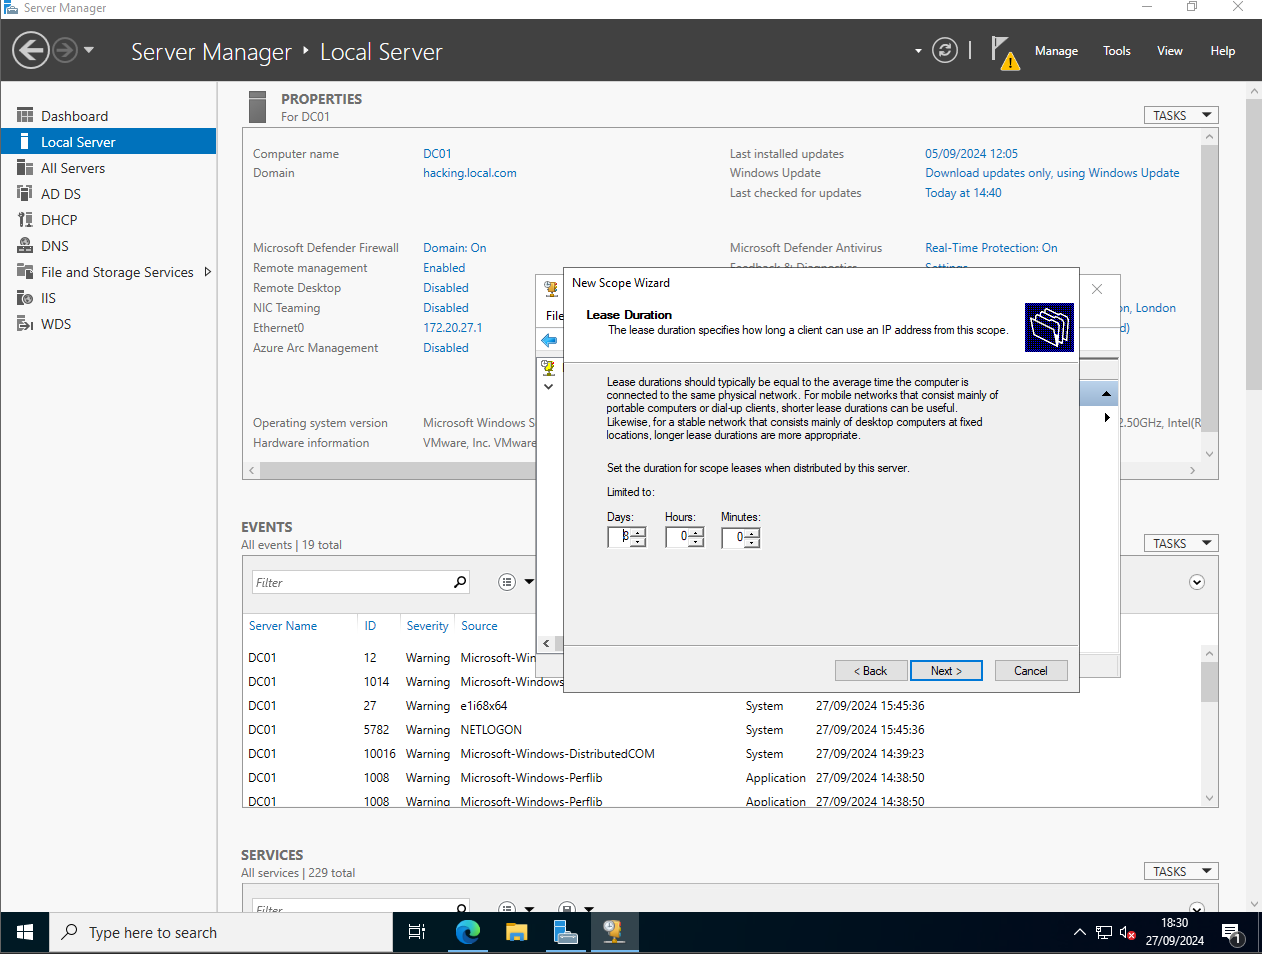 Server Manager
Server Manager ‣ Local Server
Manage Tools View Help
Dashboard
Local Server
All Servers
AD DS
DHCP
DNS
File and Storage Services
IIS
WDS
PROPERTIES
For DC01
TASKS
Computer name DC01
Domain hacking.local.com
Last installed updates 05/09/2024 12:05
Windows Update Download updates only, using Windows Update
Last checked for updates Today at 14:40
Microsoft Defender Firewall Domain: On
Remote management Enabled
Remote Desktop Disabled
NIC Teaming Disabled
Ethernet0 172.20.27.1
Azure Arc Management Disabled
Microsoft Defender Antivirus Real-Time Protection: On
Feedback & Diagnostics Settings
n, London
d)
Operating system version Microsoft Windows S
Hardware information VMware, Inc. VMware
2.50GHz, Intel(R
File
New Scope Wizard
Lease Duration
The lease duration specifies how long a client can use an IP address from this scope.
Lease durations should typically be equal to the average time the computer is
connected to the same physical network. For mobile networks that consist mainly of
portable computers or dial-up clients, shorter lease durations can be useful.
Likewise, for a stable network that consists mainly of desktop computers at fixed
locations, longer lease durations are more appropriate.
Set the duration for scope leases when distributed by this server.
Limited to:
Days: Hours: Minutes:
8 0 0
< Back Next > Cancel
EVENTS
All events | 19 total
TASKS
Filter
Server Name ID Severity Source
DC01 12 Warning Microsoft-Win
DC01 1014 Warning Microsoft-Windows
DC01 27 Warning e1i68x64 System 27/09/2024 15:45:36
DC01 5782 Warning NETLOGON System 27/09/2024 15:45:36
DC01 10016 Warning Microsoft-Windows-DistributedCOM System 27/09/2024 14:39:23
DC01 1008 Warning Microsoft-Windows-Perflib Application 27/09/2024 14:38:50
DC01 1008 Warning Microsoft-Windows-Perflib Application 27/09/2024 14:38:50
SERVICES
All services | 229 total
TASKS
Filter
Type here to search
18:30
27/09/2024
1